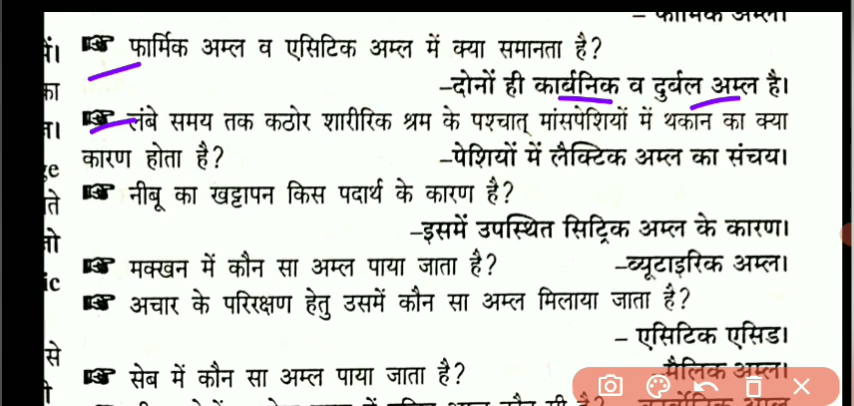 – फार्मिक अम्ल।
फार्मिक अम्ल व एसिटिक अम्ल में क्या समानता है?
–दोनों ही कार्बनिक व दुर्बल अम्ल है।
लंबे समय तक कठोर शारीरिक श्रम के पश्चात् मांसपेशियों में थकान का क्या
कारण होता है? –पेशियों में लैक्टिक अम्ल का संचय।
नीबू का खट्टापन किस पदार्थ के कारण है?
–इसमें उपस्थित सिट्रिक अम्ल के कारण।
मक्खन में कौन सा अम्ल पाया जाता है? –ब्यूटाइरिक अम्ल।
अचार के परिरक्षण हेतु उसमें कौन सा अम्ल मिलाया जाता है?
– एसिटिक एसिड।
सेब में कौन सा अम्ल पाया जाता है? –मैलिक अम्ल।